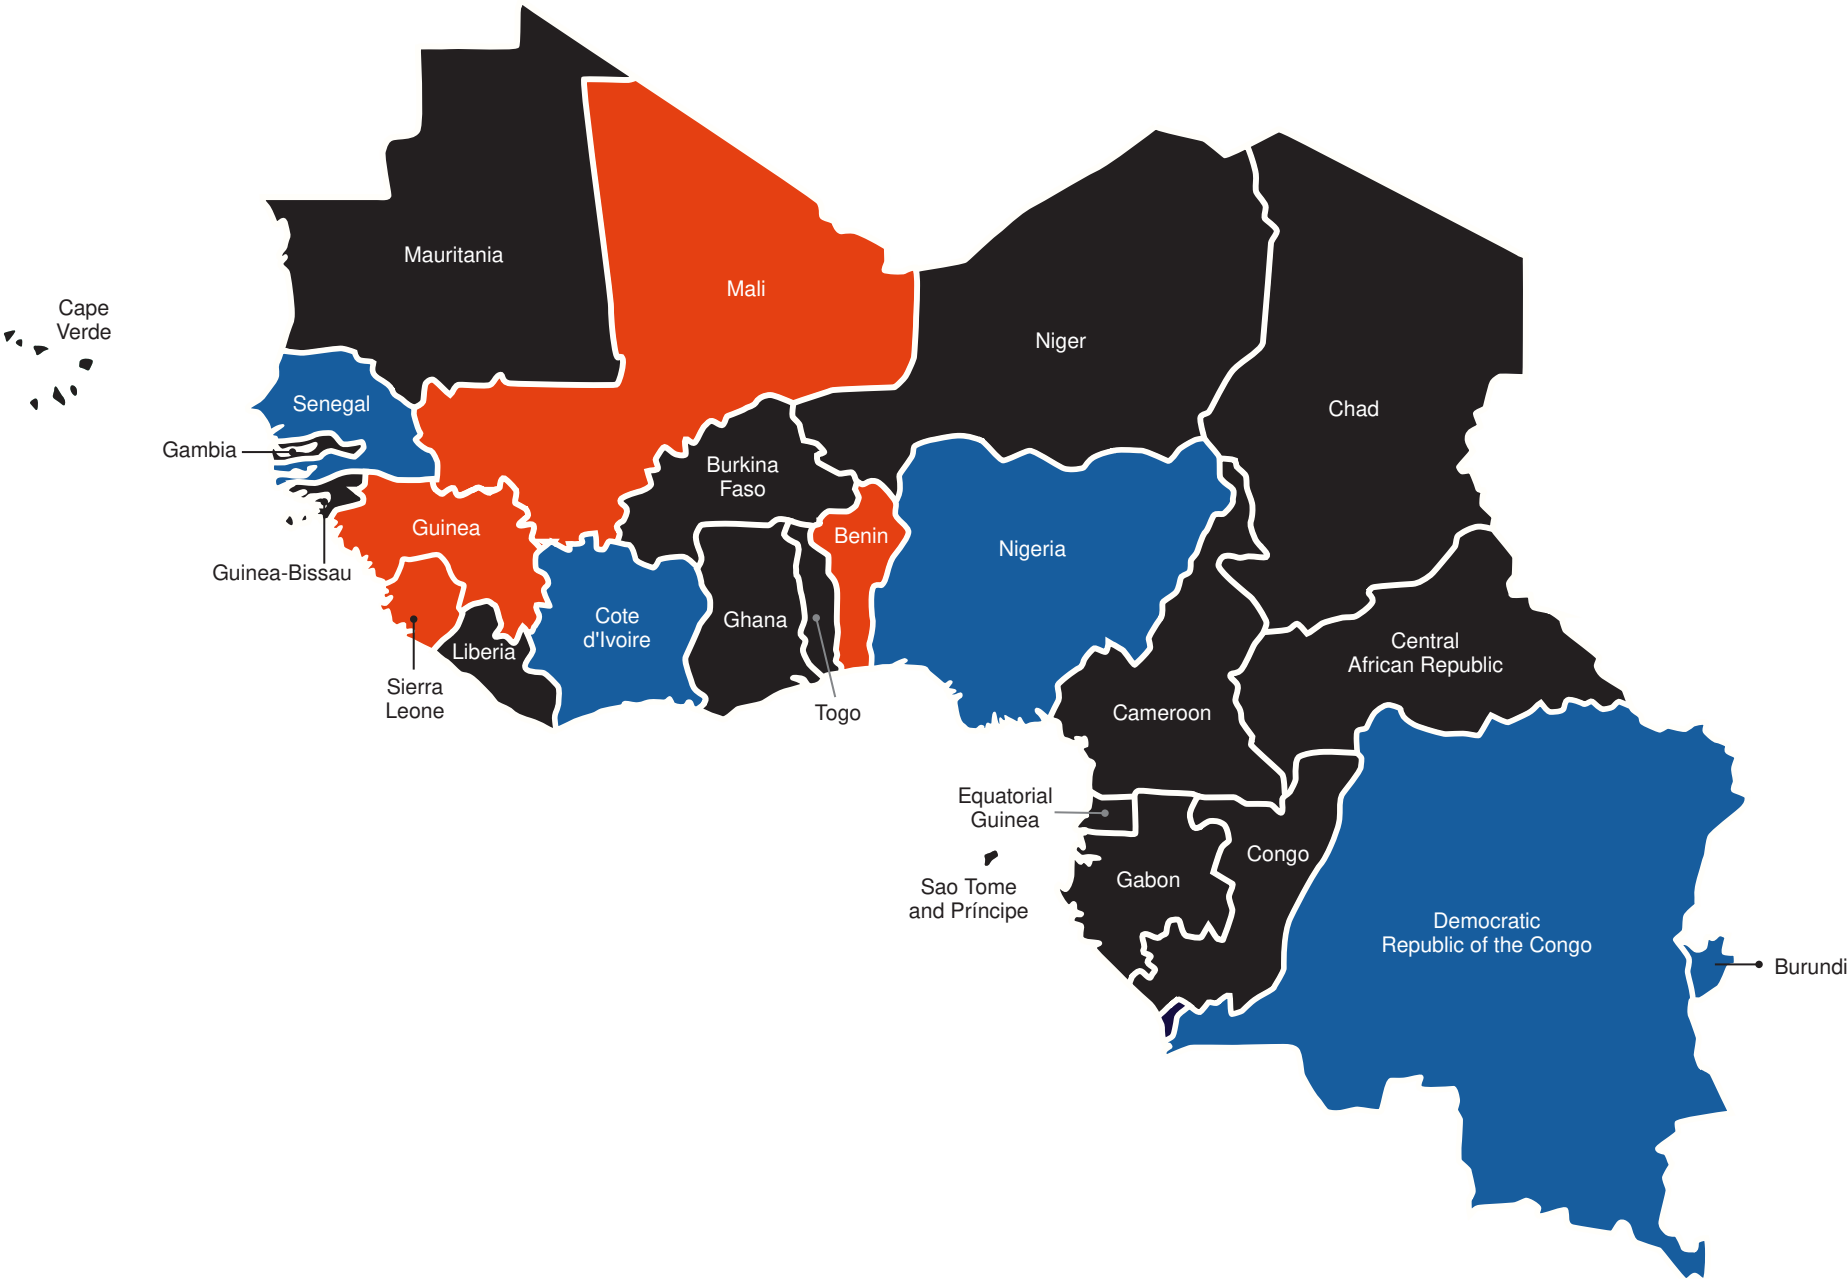 Mauritania
Mali
Cape
Verde
Niger
Senegal
Chad
Gambia
Burkina
Faso
Guinea
Benin
Nigeria
Guinea-Bissau
Cote
d'Ivoire
Ghana
Liberia
Central
African Republic
Sierra
Leone
Togo
Cameroon
Equatorial
Guinea
Congo
Gabon
Sao Tome
and Príncipe
Democratic
Republic of the Congo
Burundi